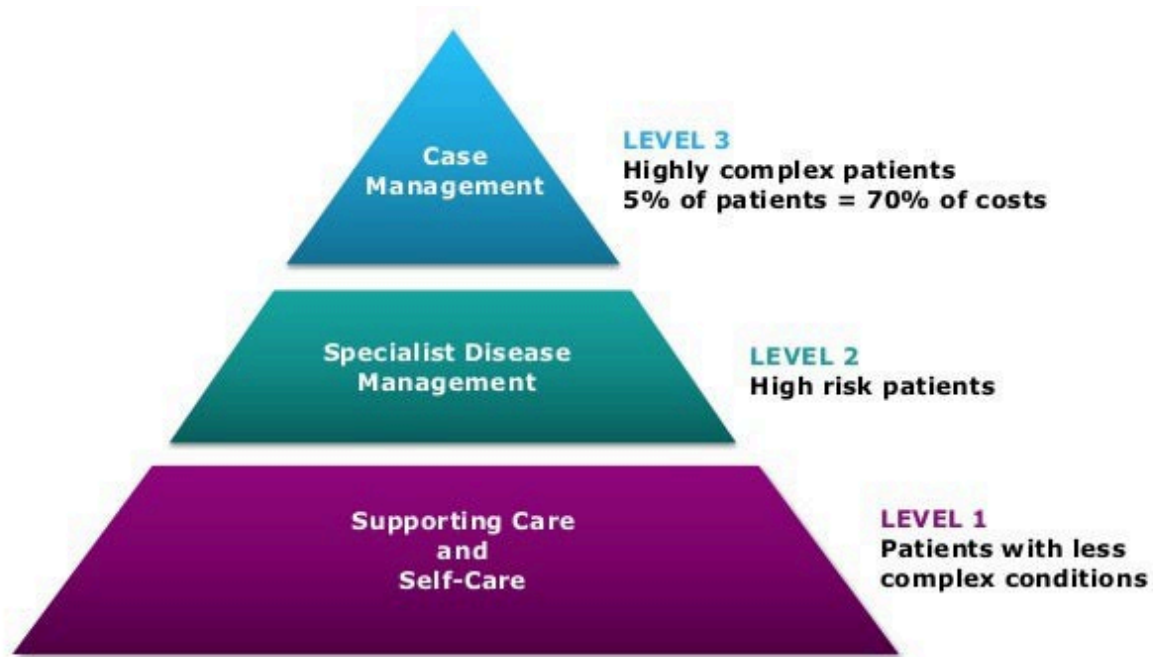 Case
Management
LEVEL 3
Highly complex patients
5% of patients = 70% of costs
Specialist Disease
Management
LEVEL 2
High risk patients
Supporting Care
and
Self-Care
LEVEL 1
Patients with less
complex conditions